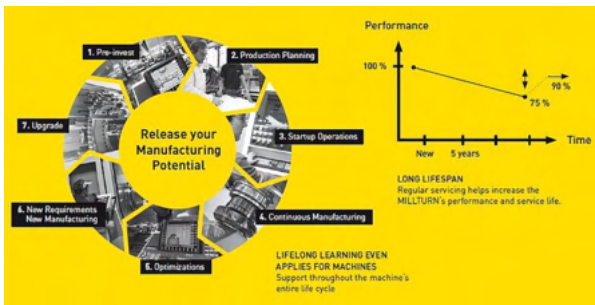 1. Pre-invest
2. Production Planning
3. Startup Operations
4. Continuous Manufacturing
5. Optimizations
6. New Requirements
New Manufacturing
7. Upgrade
Release your
Manufacturing
Potential
LIFELONG LEARNING EVEN
APPLIES FOR MACHINES
Support throughout the machine's
entire life cycle
Performance
100 %
90 %
75 %
Time
New
5 years
LONG LIFESPAN
Regular servicing helps increase the
MILLTURN's performance and service life.